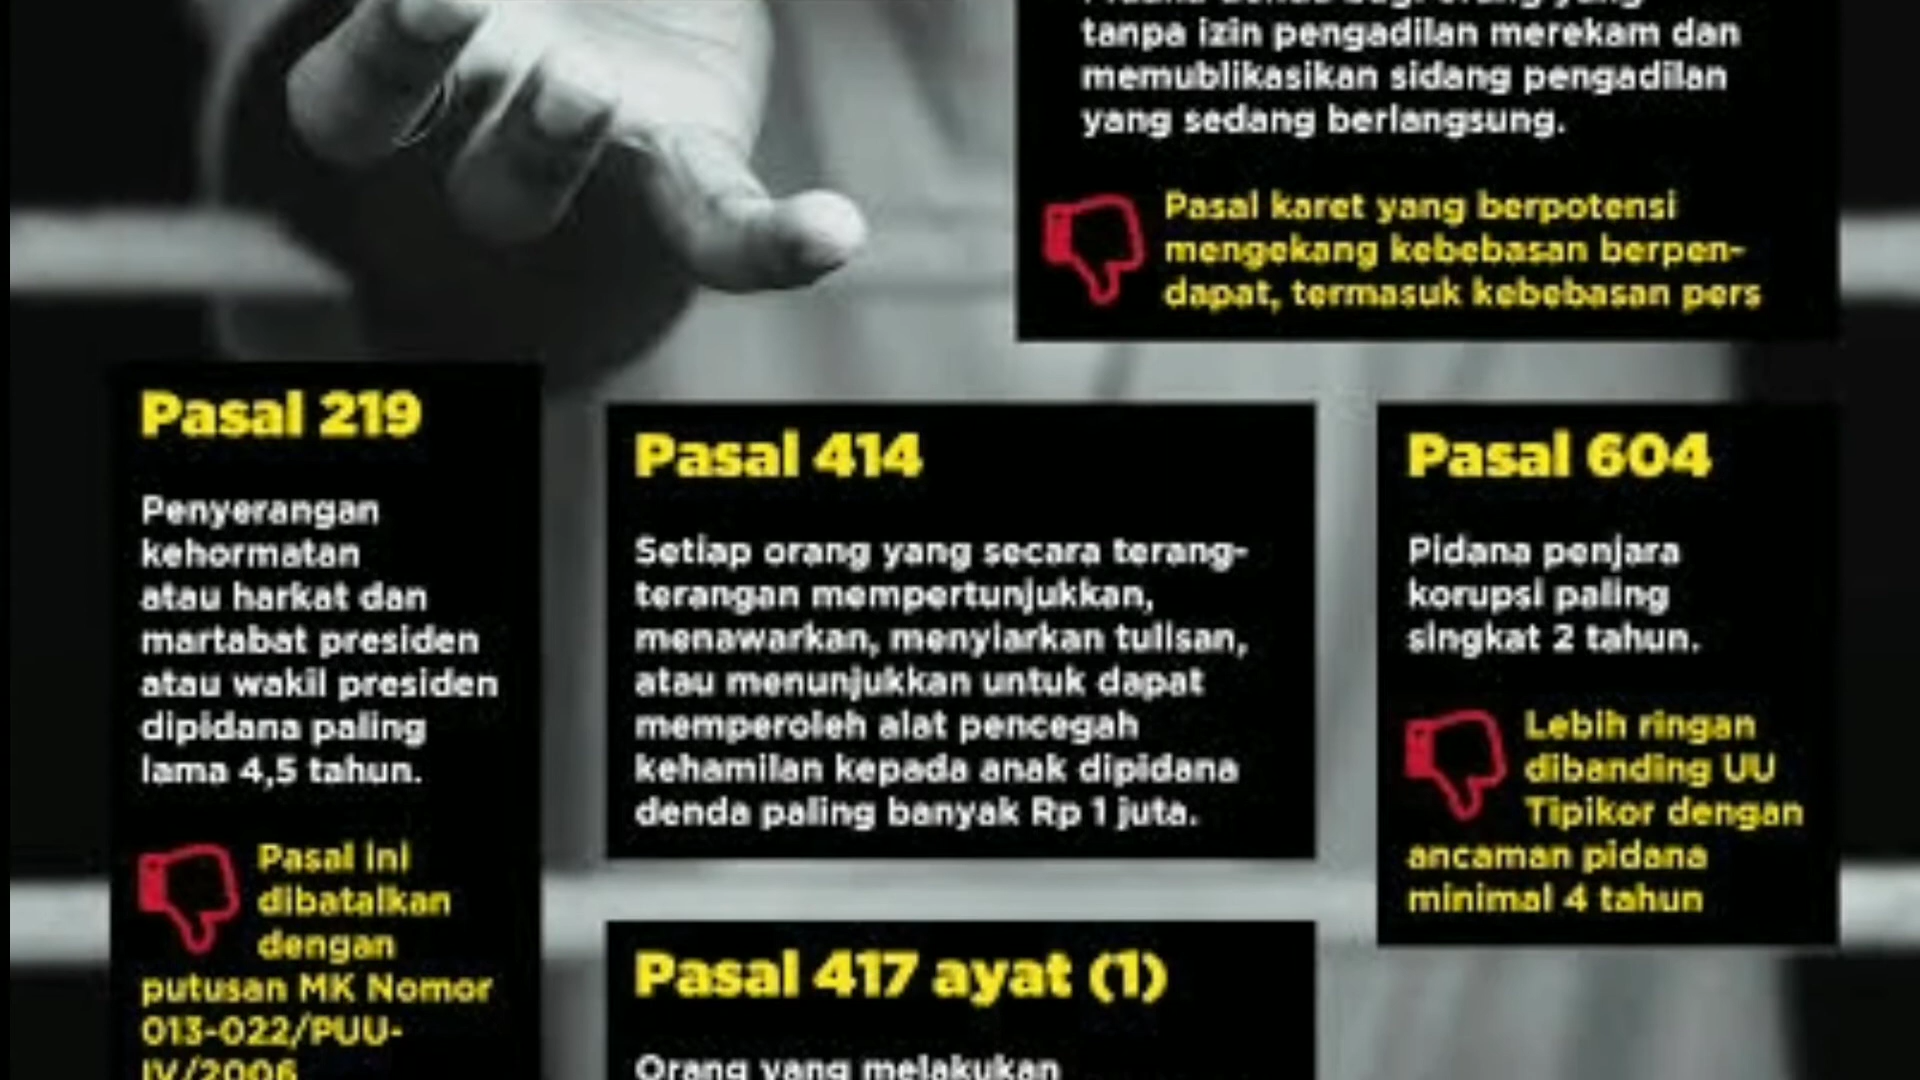 tanpa izin pengadilan merekam dan
memublikasikan sidang pengadilan
yang sedang berlangsung.
Pasal karet yang berpotensi
mengekang kebebasan berpen-
dapat, termasuk kebebasan pers
Pasal 219
Penyerangan
kehormatan
atau harkat dan
martabat presiden
atau wakil presiden
dipidana paling
lama 4,5 tahun.
Pasal ini
dibatalkan
dengan
putusan MK Nomor
013-022/PUU-
IV/2006
Pasal 414
Setiap orang yang secara terang-
terangan mempertunjukkan,
menawarkan, menyiarkan tulisan,
atau menunjukkan untuk dapat
memperoleh alat pencegah
kehamilan kepada anak dipidana
denda paling banyak Rp 1 juta.
Pasal 417 ayat (1)
Orang yang melakukan
Pasal 604
Pidana penjara
korupsi paling
singkat 2 tahun.
Lebih ringan
dibanding UU
Tipikor dengan
ancaman pidana
minimal 4 tahun